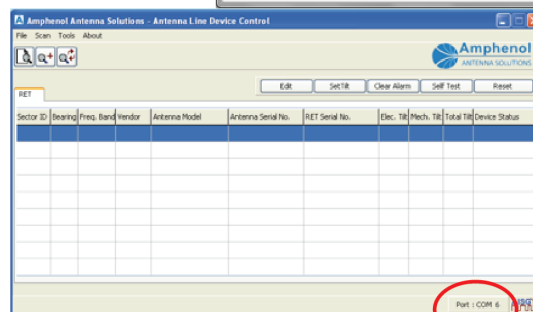 Amphenol Antenna Solutions - Antenna Line Device Control
File Scan Tools About
Amphenol
ANTENNA SOLUTIONS
Edit Set Tilt Clear Alarm Self Test Reset
RET
Sector ID Bearing Freq. Band Vendor Antenna Model Antenna Serial No. RET Serial No. Elec. Tilt Mech. Tilt Total Tilt Device Status
Port : COM 6